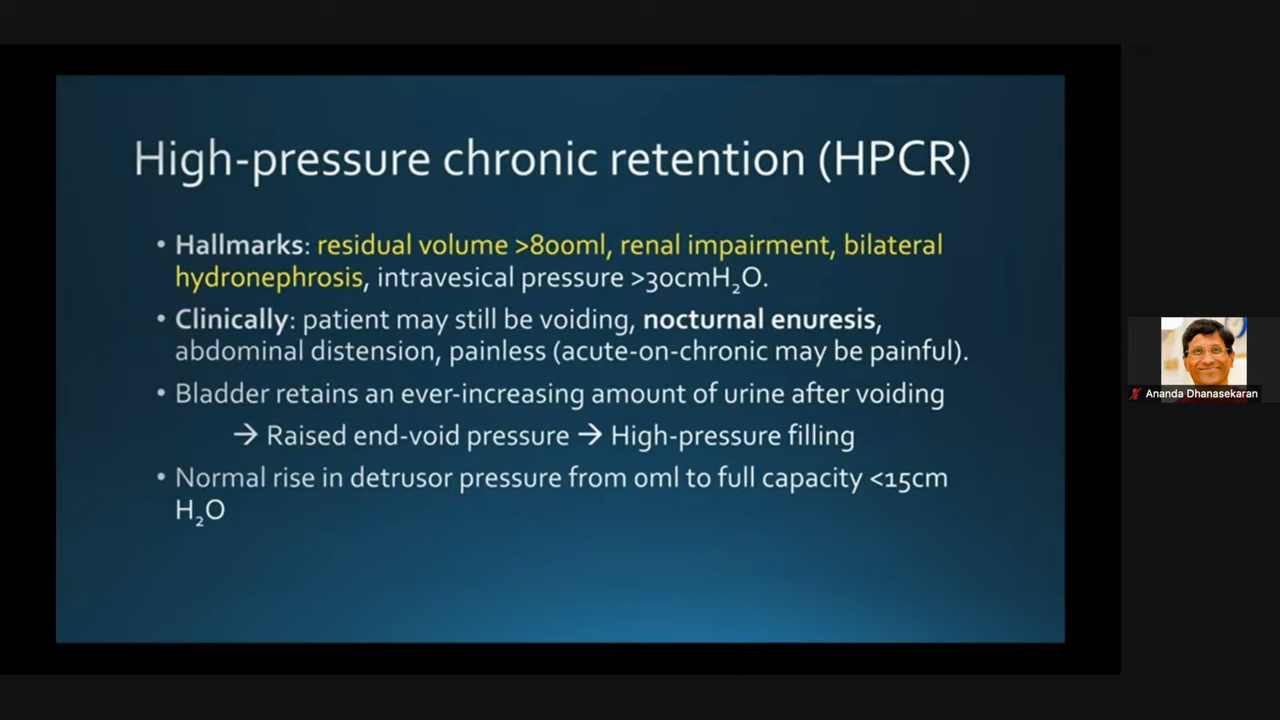 High-pressure chronic retention (HPCR)
• Hallmarks: residual volume >800ml, renal impairment, bilateral
hydronephrosis, intravesical pressure >30cmH₂O.
• Clinically: patient may still be voiding, nocturnal enuresis,
abdominal distension, painless (acute-on-chronic may be painful).
• Bladder retains an ever-increasing amount of urine after voiding
→ Raised end-void pressure → High-pressure filling
• Normal rise in detrusor pressure from 0ml to full capacity <15cm
H₂O
Ananda Dhanasekaran